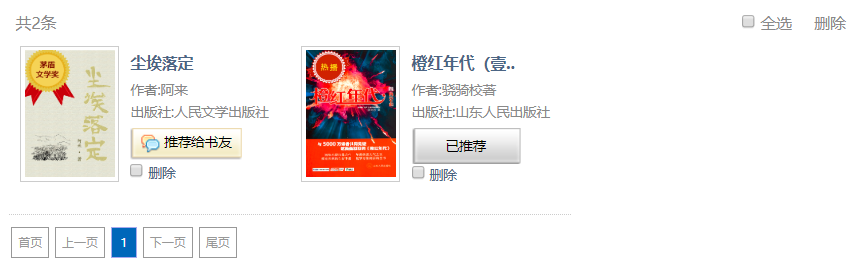 共2条
全选 删除
茅盾
文学奖
尘埃落定
尘埃落定
作者:阿来
出版社:人民文学出版社
推荐给书友
删除
热播
橙红年代
橙红年代（壹..
作者:骁骑校著
出版社:山东人民出版社
已推荐
删除
首页 上一页 1 下一页 尾页